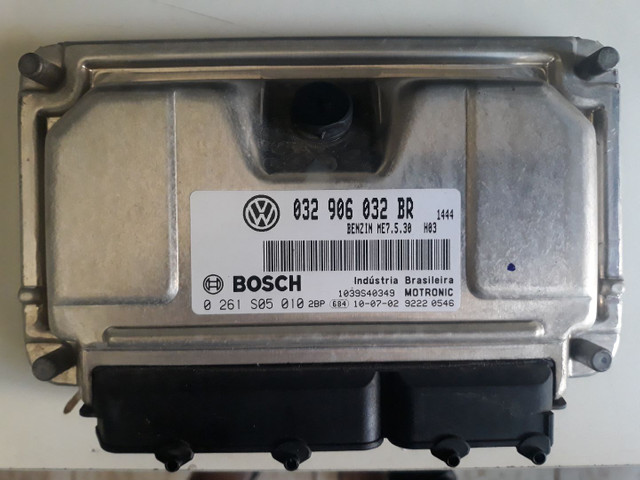 032 906 032 BR 1444
BENZIN ME7.5.30 H03
BOSCH Indústria Brasileira
1039S40349 MOTRONIC
0 261 S05 010 2BP 684 10-07-02 9222 0546